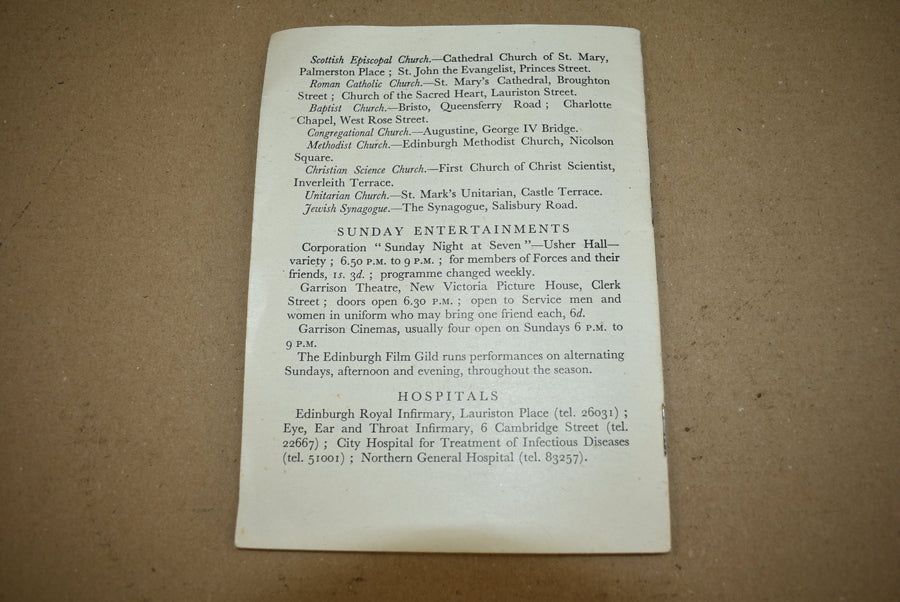 Scottish Episcopal Church.—Cathedral Church of St. Mary,
Palmerston Place ; St. John the Evangelist, Princes Street.
Roman Catholic Church.—St. Mary's Cathedral, Broughton
Street ; Church of the Sacred Heart, Lauriston Street.
Baptist Church.—Bristo, Queensferry Road ; Charlotte
Chapel, West Rose Street.
Congregational Church.—Augustine, George IV Bridge.
Methodist Church.—Edinburgh Methodist Church, Nicolson
Square.
Christian Science Church.—First Church of Christ Scientist,
Inverleith Terrace.
Unitarian Church.—St. Mark's Unitarian, Castle Terrace.
Jewish Synagogue.—The Synagogue, Salisbury Road.
SUNDAY ENTERTAINMENTS
Corporation "Sunday Night at Seven"—Usher Hall—
variety ; 6.50 P.M. to 9 P.M. ; for members of Forces and their
friends, 1s. 3d. ; programme changed weekly.
Garrison Theatre, New Victoria Picture House, Clerk
Street ; doors open 6.30 P.M. ; open to Service men and
women in uniform who may bring one friend each, 6d.
Garrison Cinemas, usually four open on Sundays 6 P.M. to
9 P.M.
The Edinburgh Film Gild runs performances on alternating
Sundays, afternoon and evening, throughout the season.
HOSPITALS
Edinburgh Royal Infirmary, Lauriston Place (tel. 26031) ;
Eye, Ear and Throat Infirmary, 6 Cambridge Street (tel.
22667) ; City Hospital for Treatment of Infectious Diseases
(tel. 51001) ; Northern General Hospital (tel. 83257).